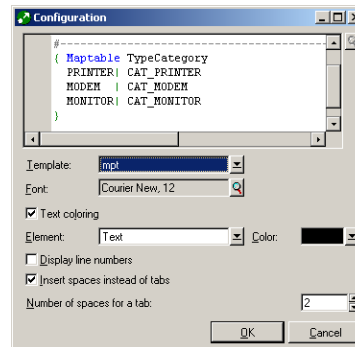 Configuration
#--------------------------------------
{ Maptable TypeCategory
PRINTER| CAT_PRINTER
MODEM | CAT_MODEM
MONITOR| CAT_MONITOR
}
Template: mpt
Font: Courier New, 12
Text coloring
Element: Text Color:
Display line numbers
Insert spaces instead of tabs
Number of spaces for a tab: 2
OK Cancel